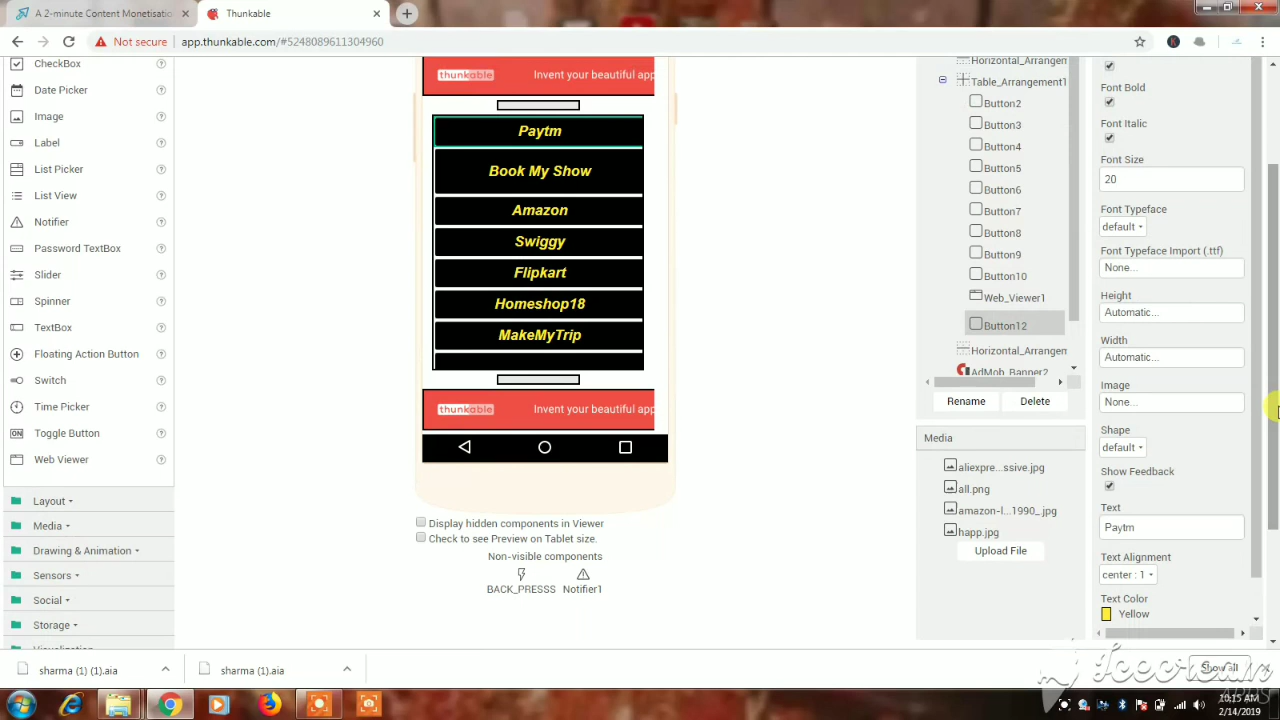 A 2-minute Content Monetisatio
Thunkable
Not secure
app.thunkable.com/#5248089611304960
CheckBox
Date Picker
Image
Label
List Picker
List View
Notifier
Password TextBox
Slider
Spinner
TextBox
Floating Action Button
Switch
Time Picker
Toggle Button
Web Viewer
Layout
Media
Drawing & Animation
Sensors
Social
Storage
thunkable
Invent your beautiful app
Paytm
Book My Show
Amazon
Swiggy
Flipkart
Homeshop18
MakeMyTrip
thunkable
Invent your beautiful app
Display hidden components in Viewer
Check to see Preview on Tablet size.
Non-visible components
BACK_PRESSS
Notifier1
Horizontal_Arrangem
Table_Arrangement1
Button2
Button3
Button4
Button5
Button6
Button7
Button8
Button9
Button10
Web_Viewer1
Button12
Horizontal_Arrangem
AdMob_Banner2
Rename
Delete
Media
aliexpre...ssive.jpg
all.png
amazon-l...1990_.jpg
happ.jpg
Upload File
Font Bold
Font Italic
Font Size
20
Font Typeface
default
Font Typeface Import (.ttf)
None...
Height
Automatic...
Width
Automatic...
Image
None...
Shape
default
Show Feedback
Text
Paytm
Text Alignment
center : 1
Text Color
Yellow
sharma (1) (1).aia
sharma (1).aia
Show all
Icecream
APPS
10:15 AM
2/14/2019